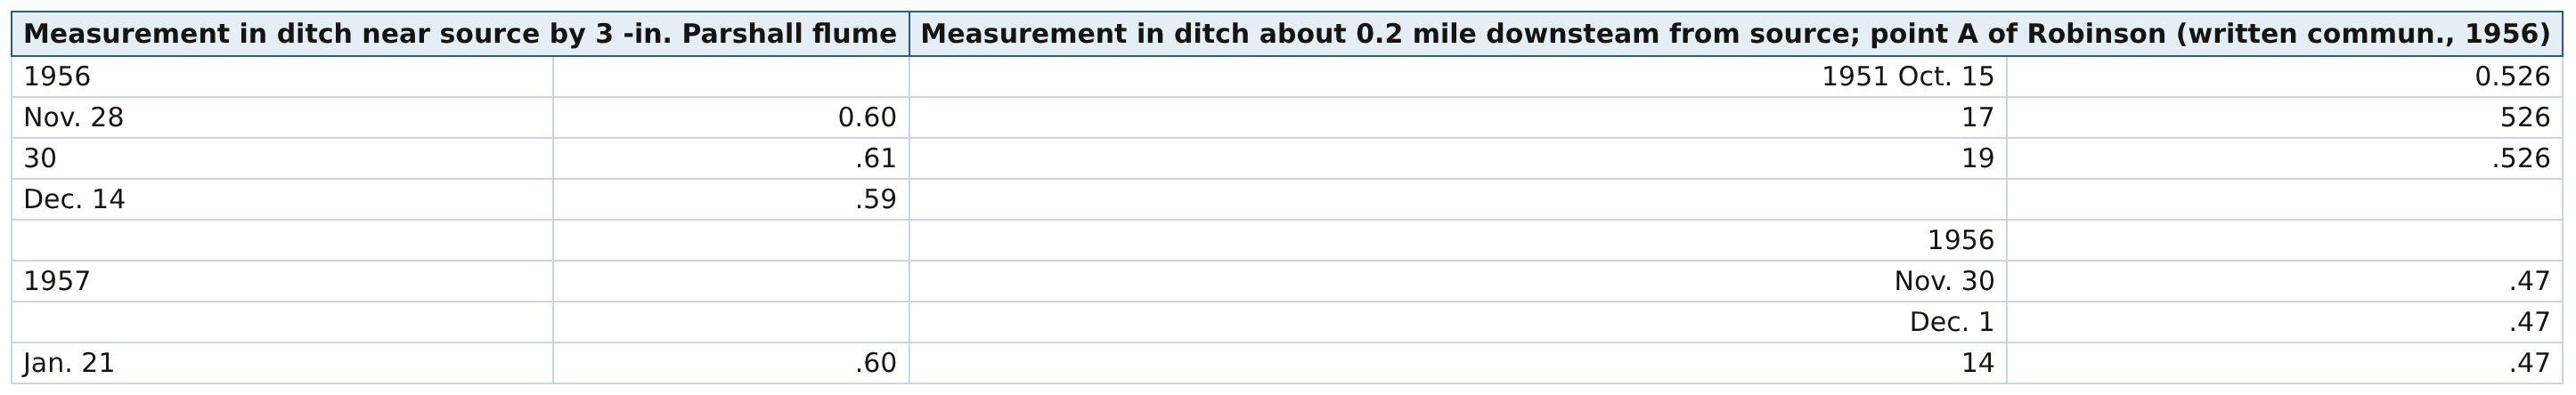 Measurement in ditch near source by 3 -in. Parshall flume Measurement in ditch about 0.2 mile downsteam from source; point A of Robinson (written commun., 1956)
1956 1951 Oct. 15 0.526
Nov. 28 0.60 17 526
30 .61 19 .526
Dec. 14 .59
1956
1957 Nov. 30 .47
Dec. 1 .47
Jan. 21 .60 14 .47